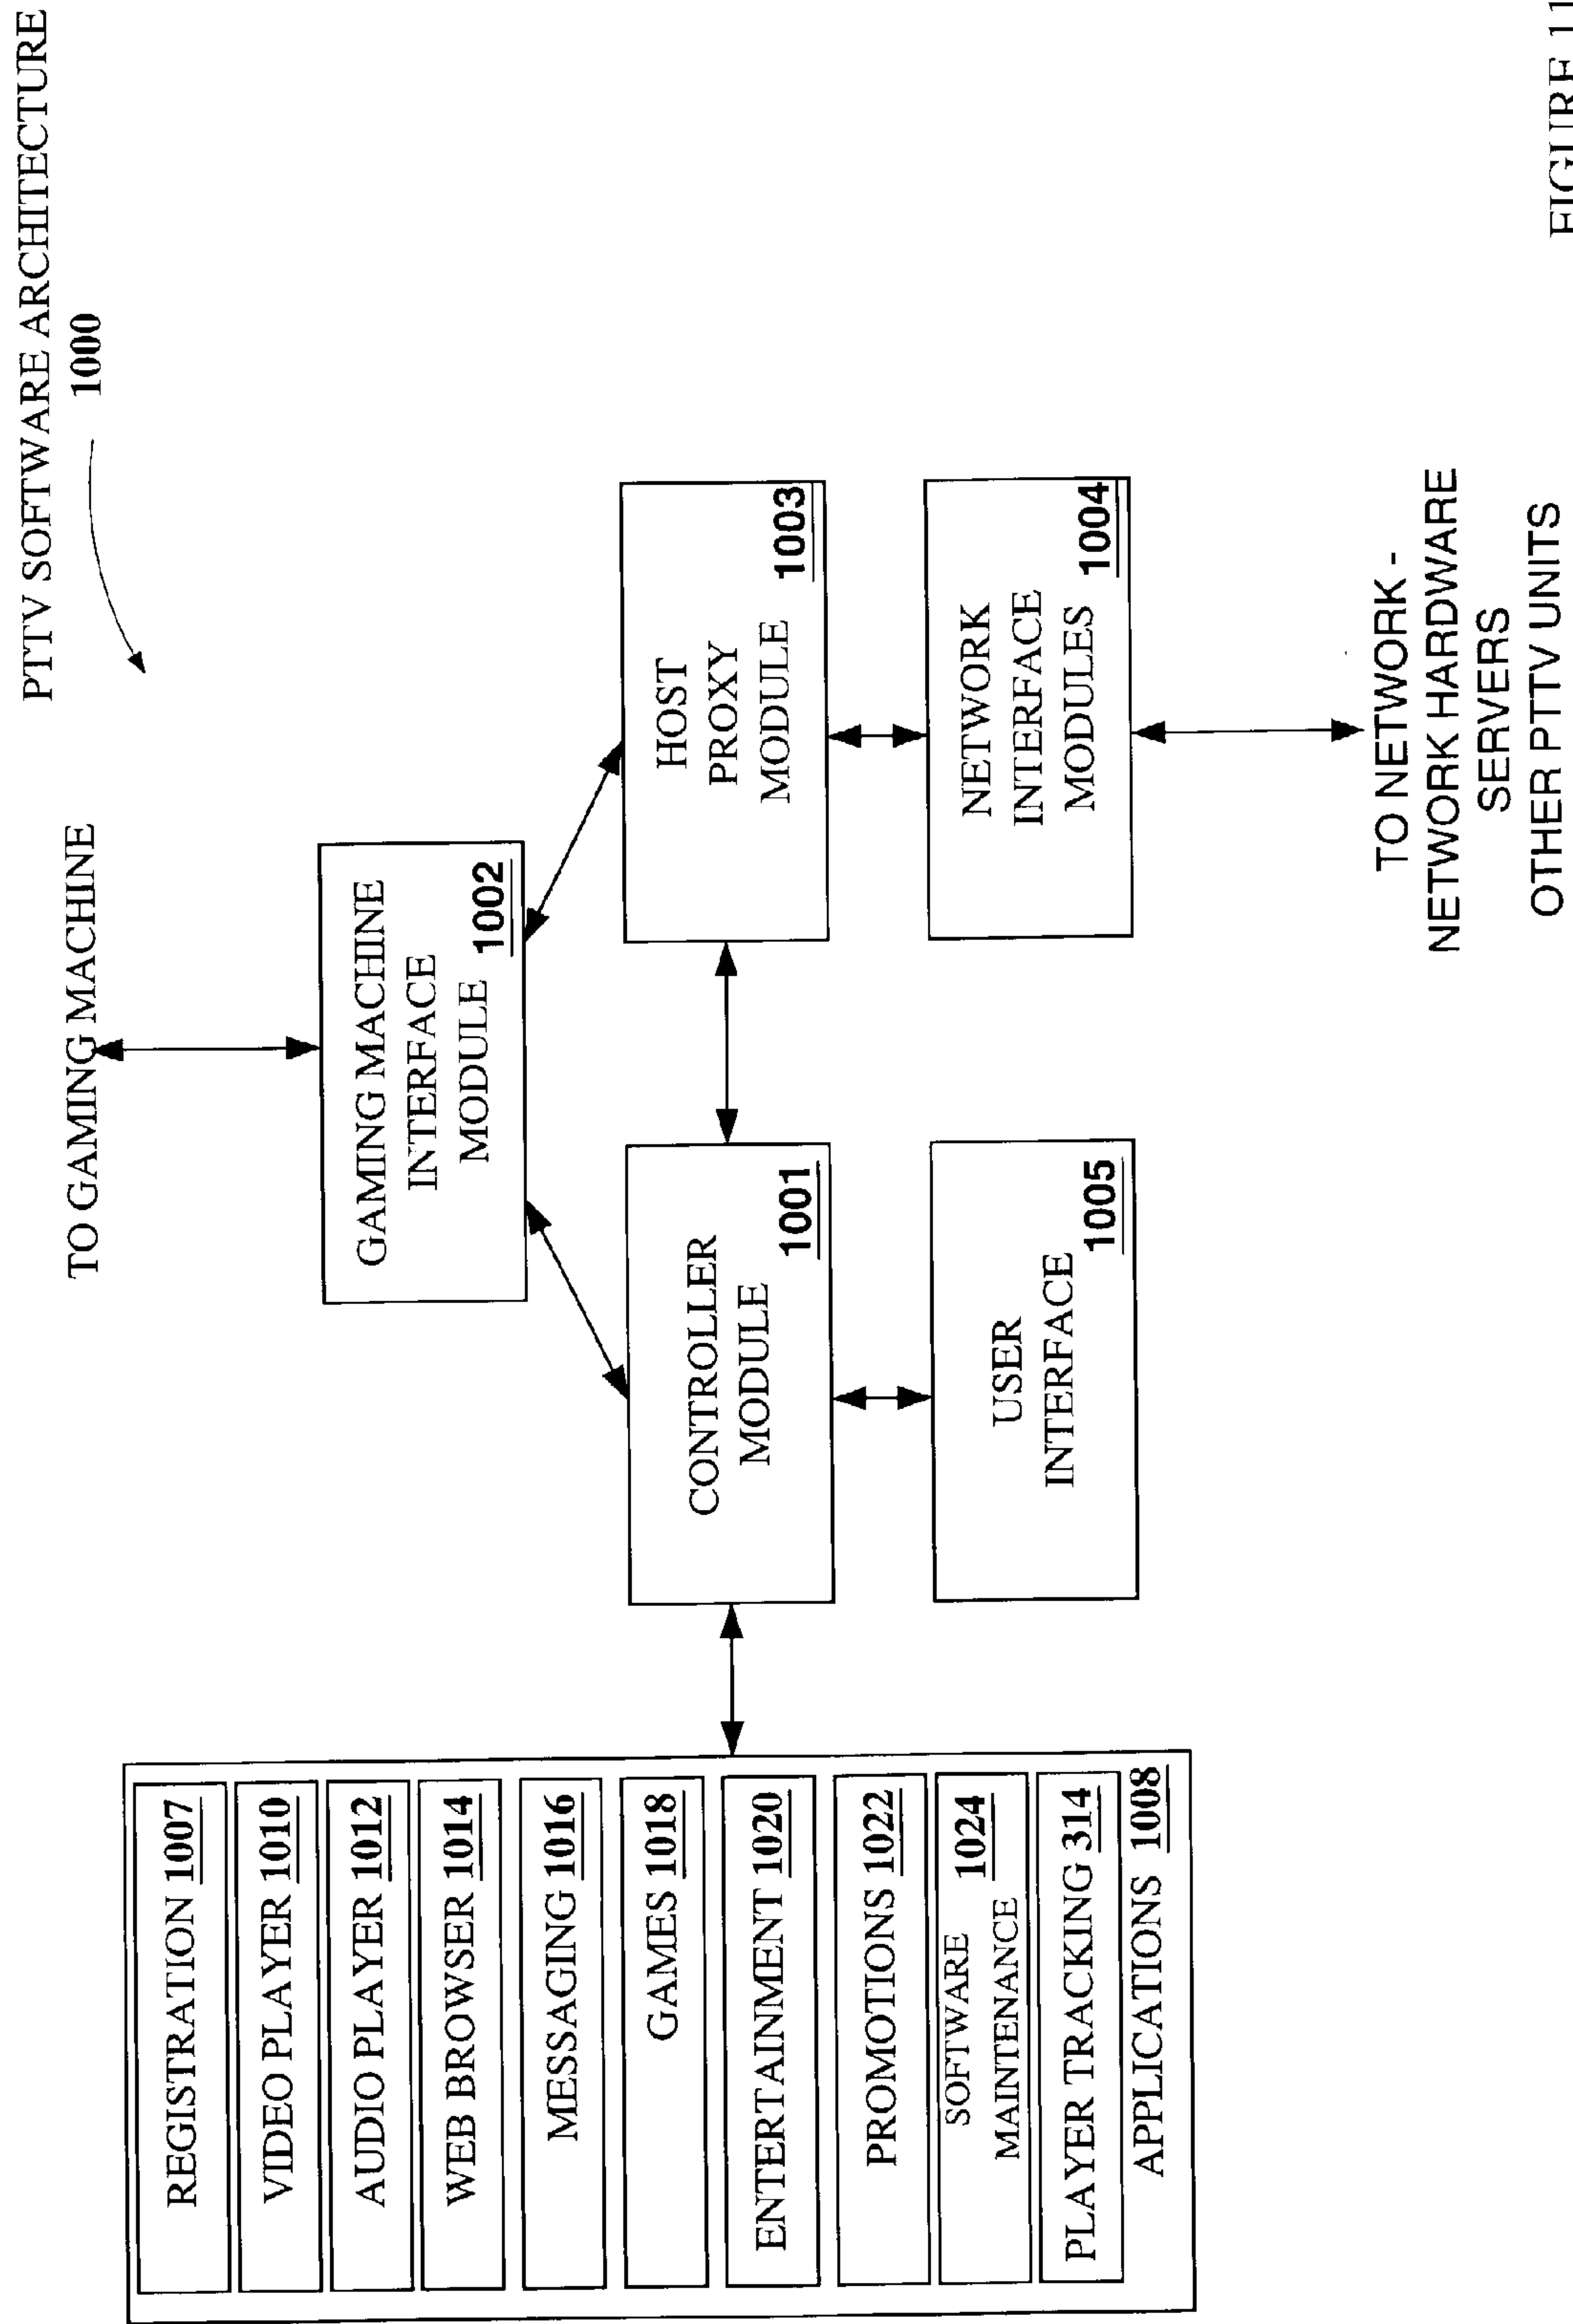 PTTV SOFTWARE ARCHITECTURE
1000
TO GAMING MACHINE
REGISTRATION 1007
VIDEO PLAYER 1010
AUDIO PLAYER 1012
WEB BROWSER 1014
MESSAGING 1016
GAMES 1018
ENTERTAINMENT 1020
PROMOTIONS 1022
SOFTWARE 1024
MAINTENANCE
PLAYER TRACKING 314
APPLICATIONS 1008
GAMING MACHINE
INTERFACE
MODULE 1002
CONTROLLER
MODULE
1001
HOST
PROXY
MODULE 1003
USER
INTERFACE
1005
NETWORK
INTERFACE
MODULES 1004
TO NETWORK -
NETWORK HARDWARE
SERVERS
OTHER PTTV UNITS
FIGURE 11